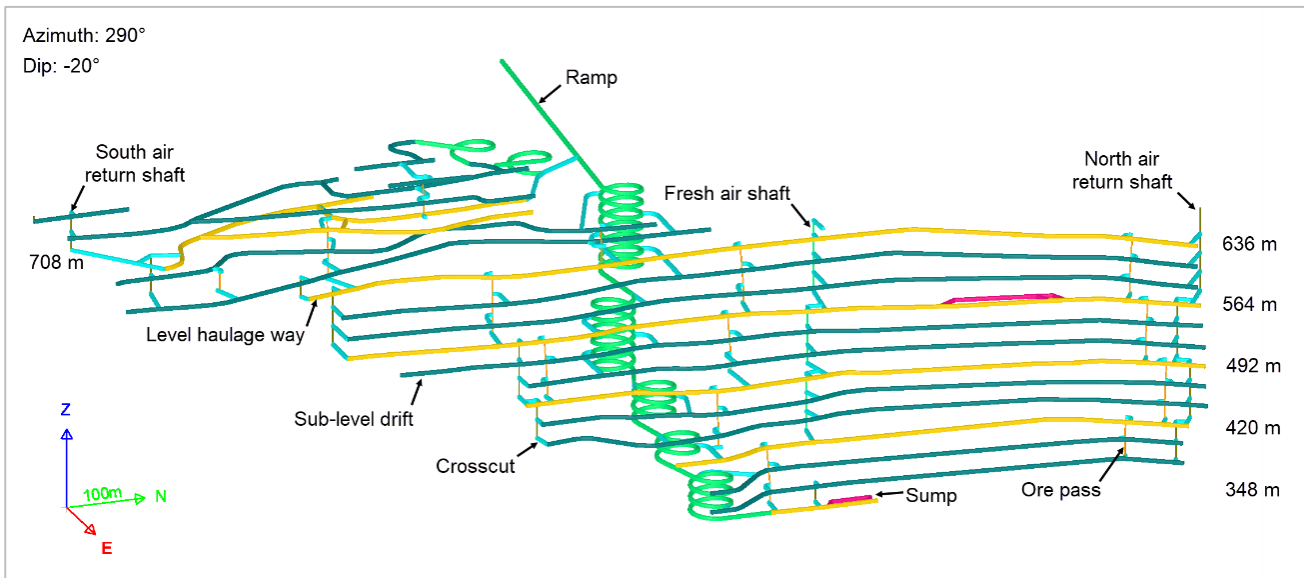 Azimuth: 290°
Dip: -20°
Ramp
South air
return shaft
Fresh air shaft
North air
return shaft
636 m
708 m
564 m
Level haulage way
492 m
Sub-level drift
Z
420 m
Crosscut
100m
N
Ore pass
Sump
348 m
E